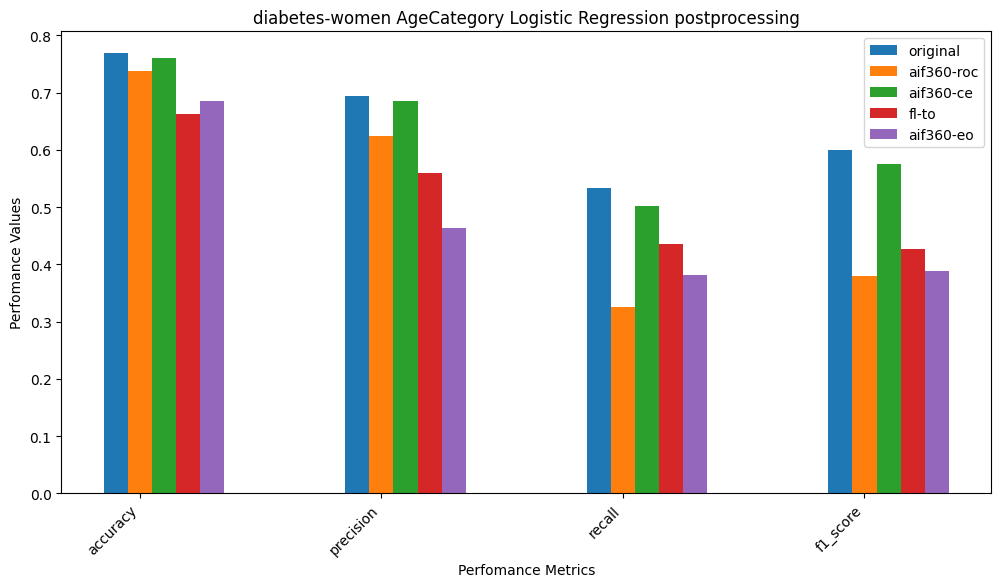 diabetes-women AgeCategory Logistic Regression postprocessing
original
aif360-roc
aif360-ce
fl-to
aif360-eo
Perfomance Values
0.8
0.7
0.6
0.5
0.4
0.3
0.2
0.1
0.0
accuracy
precision
recall
f1_score
Perfomance Metrics